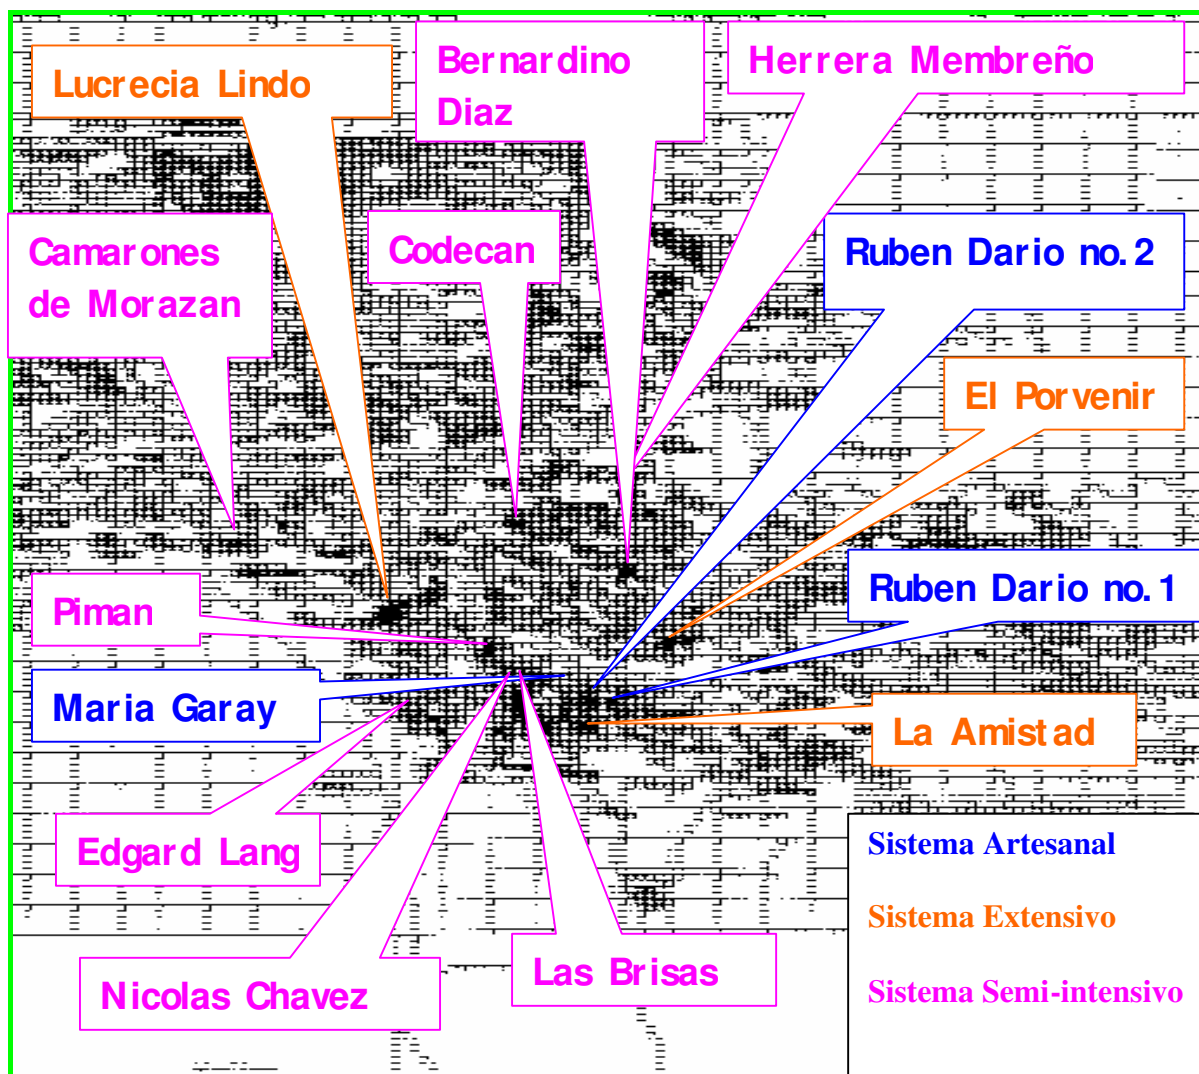 Lucrecia Lindo
Bernardino
Diaz
Herrera Membreño
Camarones
de Morazan
Codecan
Ruben Dario no. 2
El Porvenir
Piman
Ruben Dario no. 1
Maria Garay
La Amistad
Edgard Lang
Nicolas Chavez
Las Brisas
Sistema Artesanal
Sistema Extensivo
Sistema Semi-intensivo